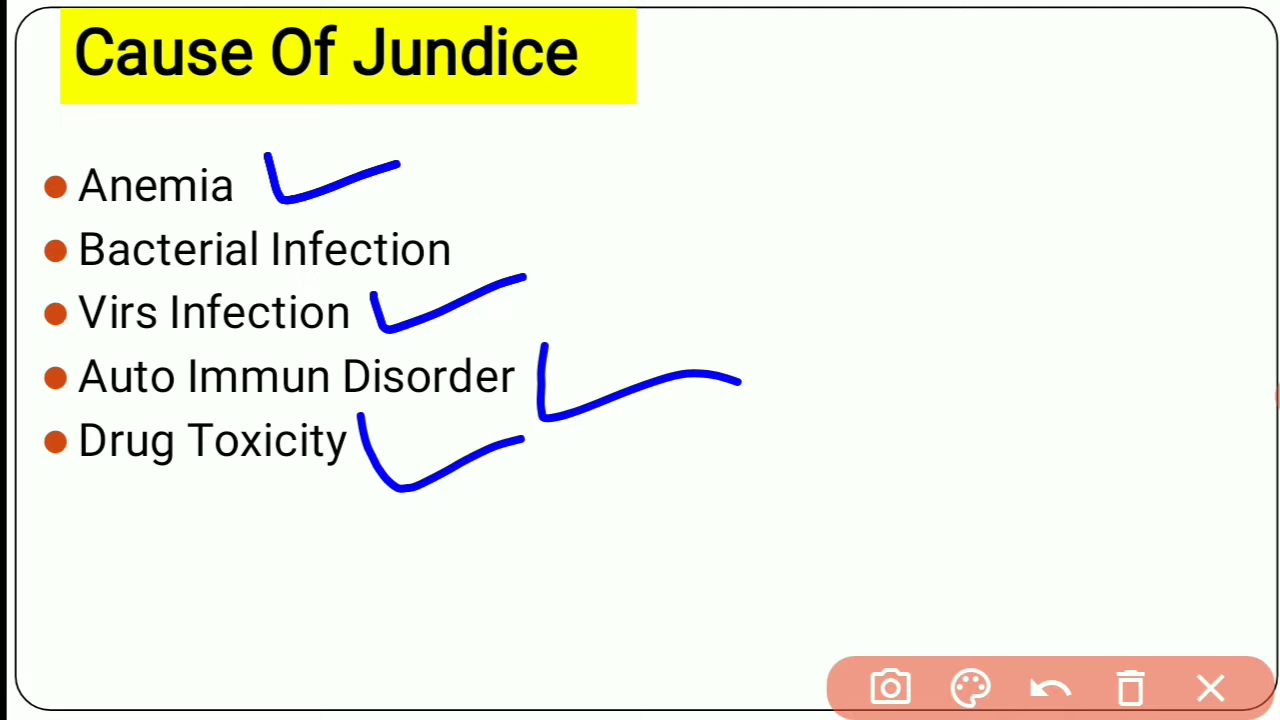 Cause Of Jundice
Anemia
Bacterial Infection
Virs Infection
Auto Immun Disorder
Drug Toxicity